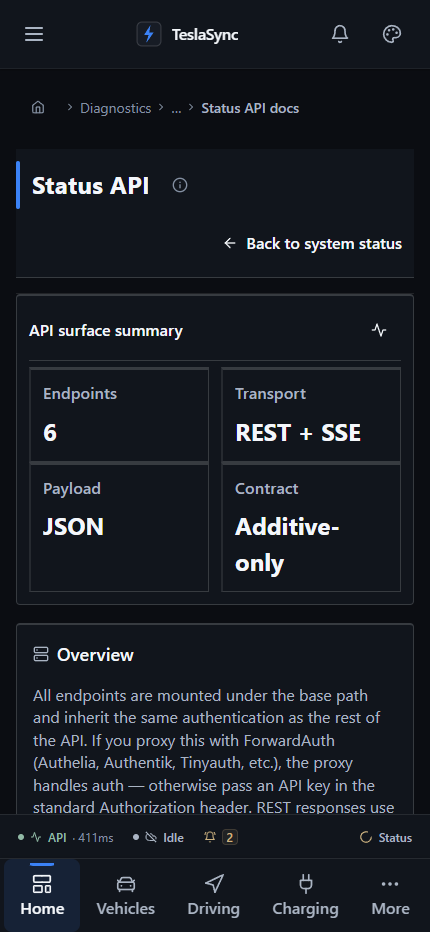 TeslaSync
Diagnostics
...
Status API docs
Status API
Back to system status
API surface summary
Endpoints
6
Transport
REST + SSE
Payload
JSON
Contract
Additive-
only
Overview
All endpoints are mounted under the base path
and inherit the same authentication as the rest of
the API. If you proxy this with ForwardAuth
(Authelia, Authentik, Tinyauth, etc.), the proxy
handles auth — otherwise pass an API key in the
standard Authorization header. REST responses use
API · 411ms
Idle
2
Status
Home
Vehicles
Driving
Charging
More